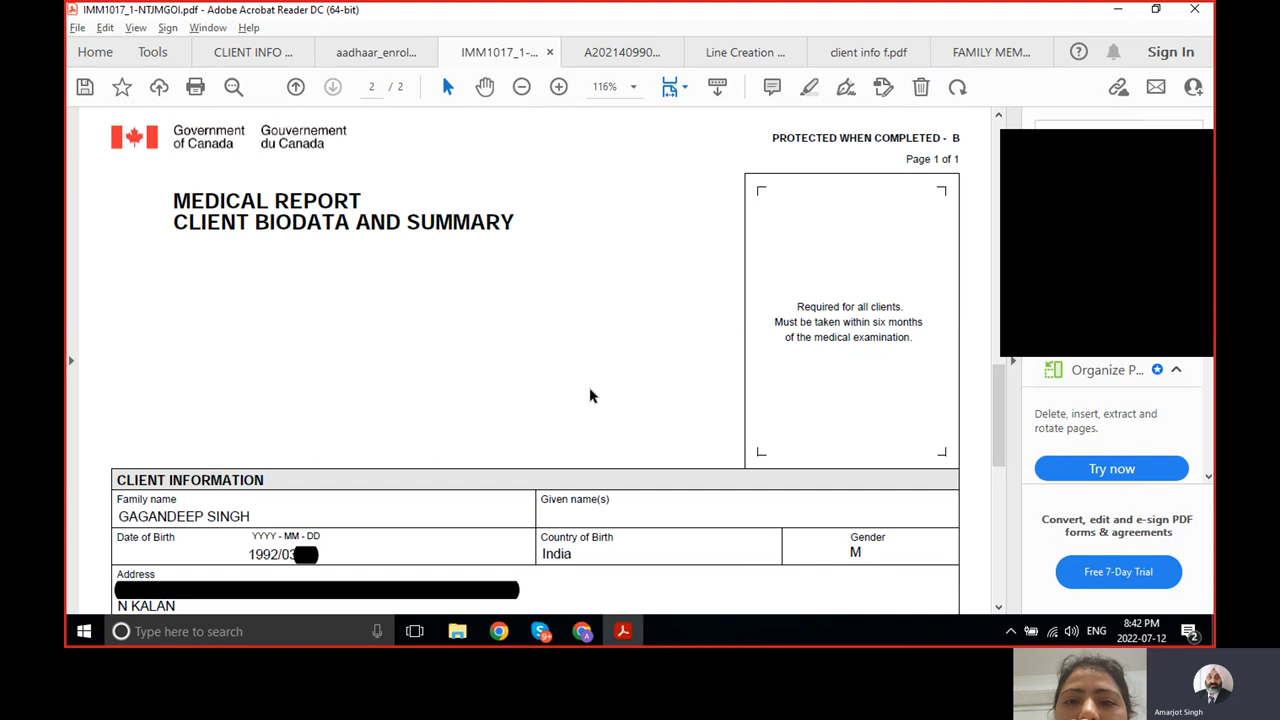 IMM1017_1-NTJMGOI.pdf - Adobe Acrobat Reader DC (64-bit)
File Edit View Sign Window Help
Home Tools CLIENT INFO ... aadhaar_enrol... IMM1017_1-... × A202140990... Line Creation ... client info f.pdf FAMILY MEM... Sign In
2 / 2 116%
Government of Canada
Gouvernement du Canada
PROTECTED WHEN COMPLETED - B
Page 1 of 1
MEDICAL REPORT
CLIENT BIODATA AND SUMMARY
Required for all clients.
Must be taken within six months
of the medical examination.
CLIENT INFORMATION
Family name
GAGANDEEP SINGH
Given name(s)
Date of Birth YYYY - MM - DD
1992/03
Country of Birth
India
Gender
M
Address
N KALAN
Organize P...
Delete, insert, extract and
rotate pages.
Try now
Convert, edit and e-sign PDF
forms & agreements
Free 7-Day Trial
Type here to search
9+
A
ENG
8:42 PM
2022-07-12
2
Amarjot Singh